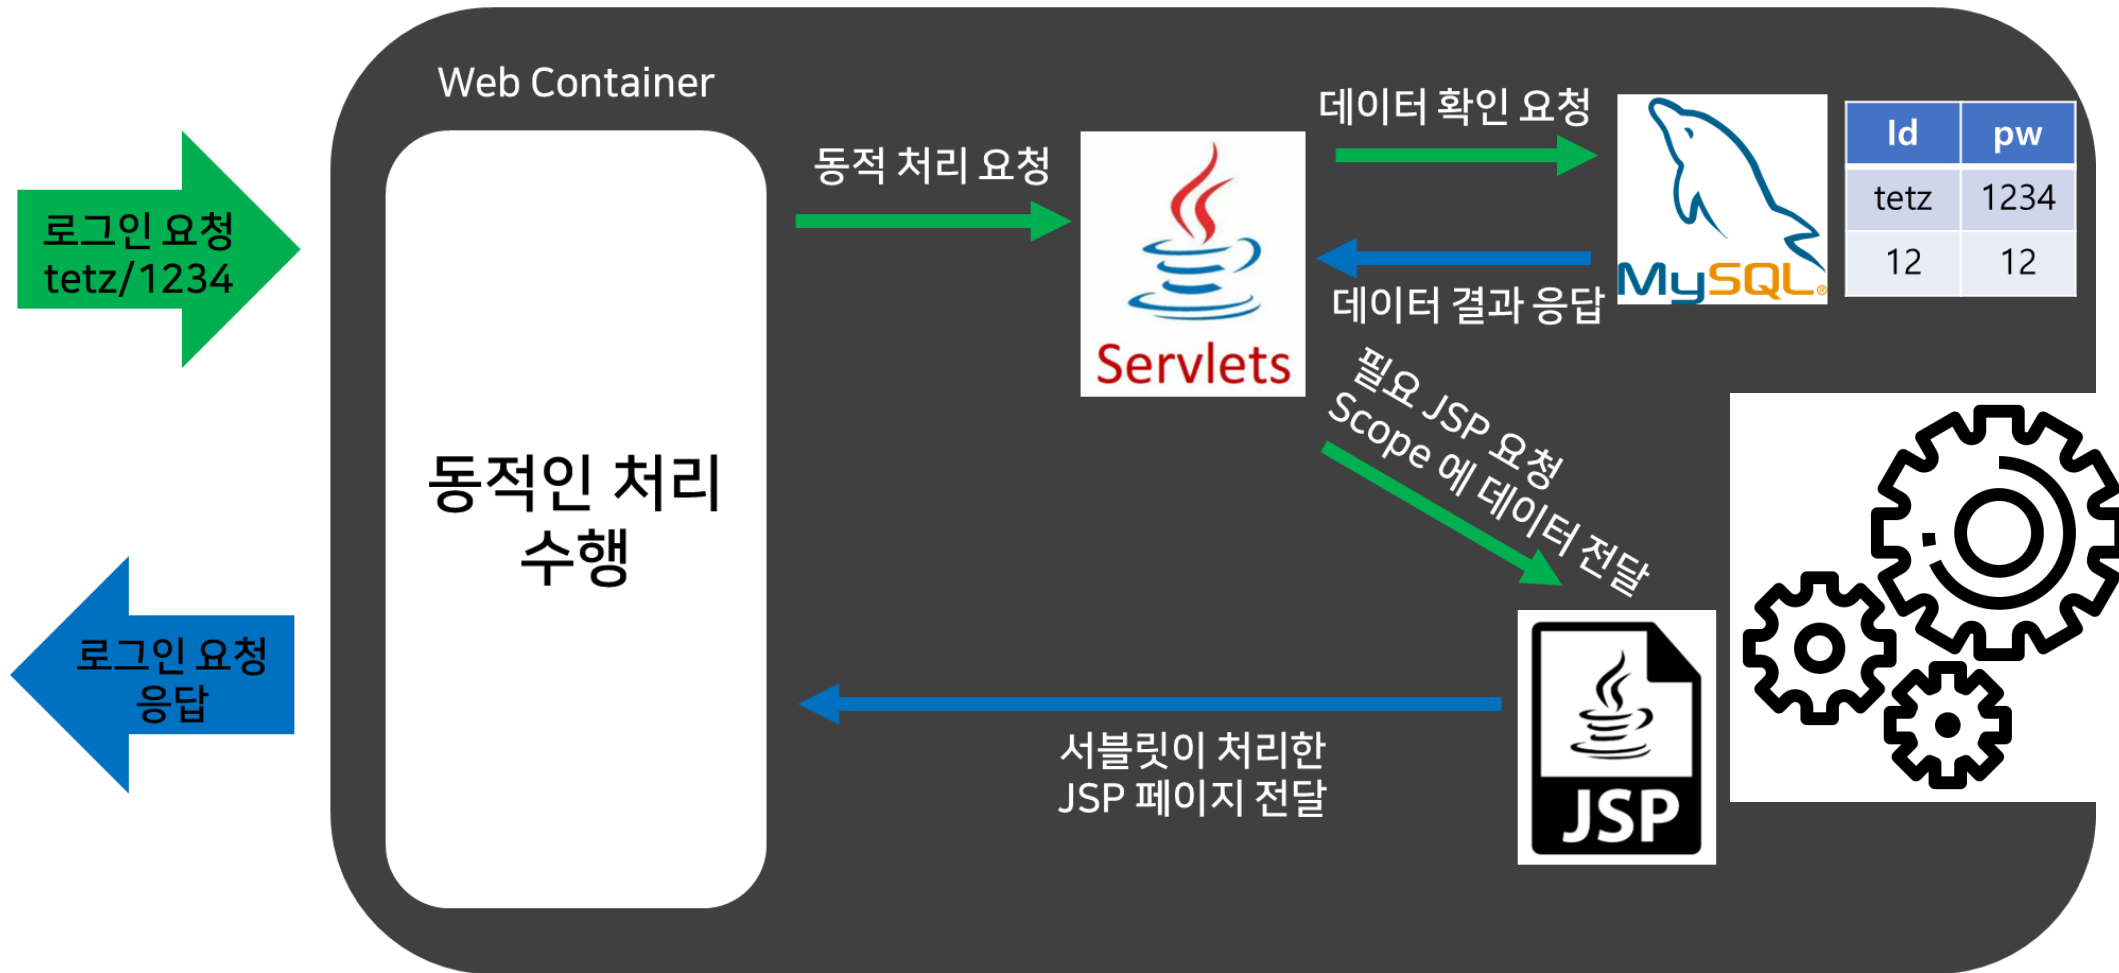 Web Container
로그인 요청
tetz/1234
동적인 처리
수행
동적 처리 요청
Servlets
데이터 확인 요청
데이터 결과 응답
MySQL®
Id pw
tetz 1234
12 12
필요 JSP 요청
Scope 에 데이터 전달
JSP
서블릿이 처리한
JSP 페이지 전달
로그인 요청
응답